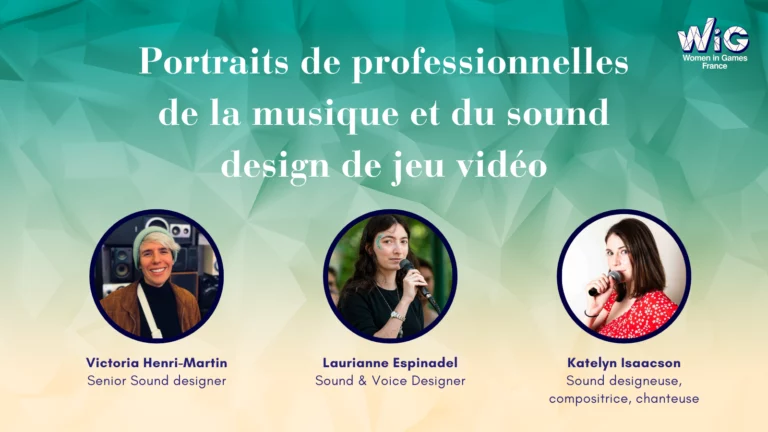 WiG
Women in Games
France
Portraits de professionnelles
de la musique et du sound
design de jeu vidéo
Victoria Henri-Martin
Senior Sound designer
Laurianne Espinadel
Sound & Voice Designer
Katelyn Isaacson
Sound designeuse,
compositrice, chanteuse